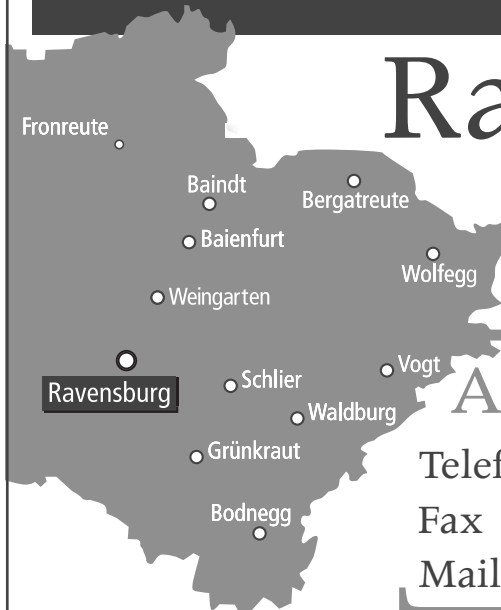 Ra
Fronreute
Baindt
Bergatreute
Baienfurt
Wolfegg
Weingarten
Vogt
Schlier
Ravensburg
A
Waldburg
Grünkraut
Telef
Bodnegg
Fax
Mail